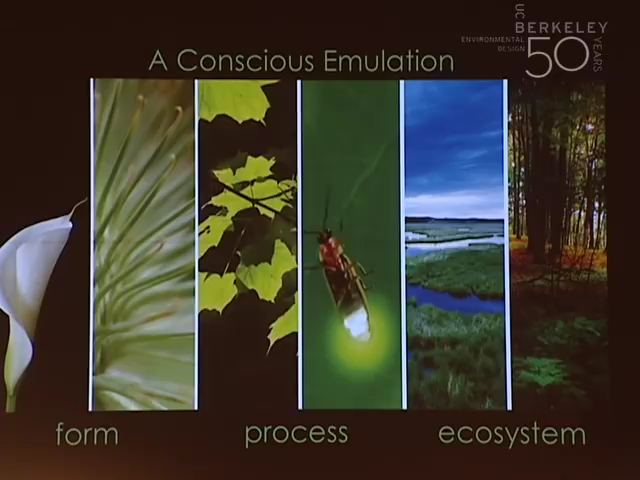 UC
BERKELEY
ENVIRONMENTAL
DESIGN
50
YEARS
A Conscious Emulation
form
process
ecosystem